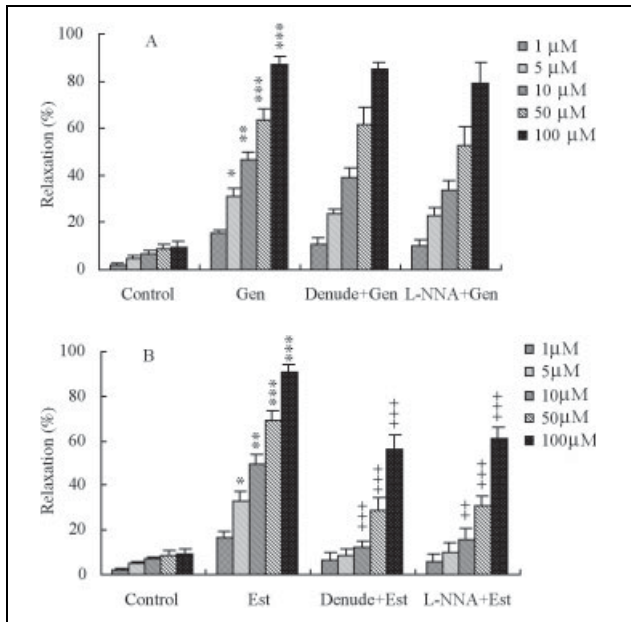 A
100
80
60
40
20
0
Relaxation (%)
*
**
***
***
Control
Gen
Denude+Gen
L-NNA+Gen
1 μM
5 μM
10 μM
50 μM
100 μM
B
100
80
60
40
20
0
Relaxation (%)
*
**
***
***
+++
+++
+++
++
+++
+++
Control
Est
Denude+Est
L-NNA+Est
1μM
5μM
10μM
50μM
100μM